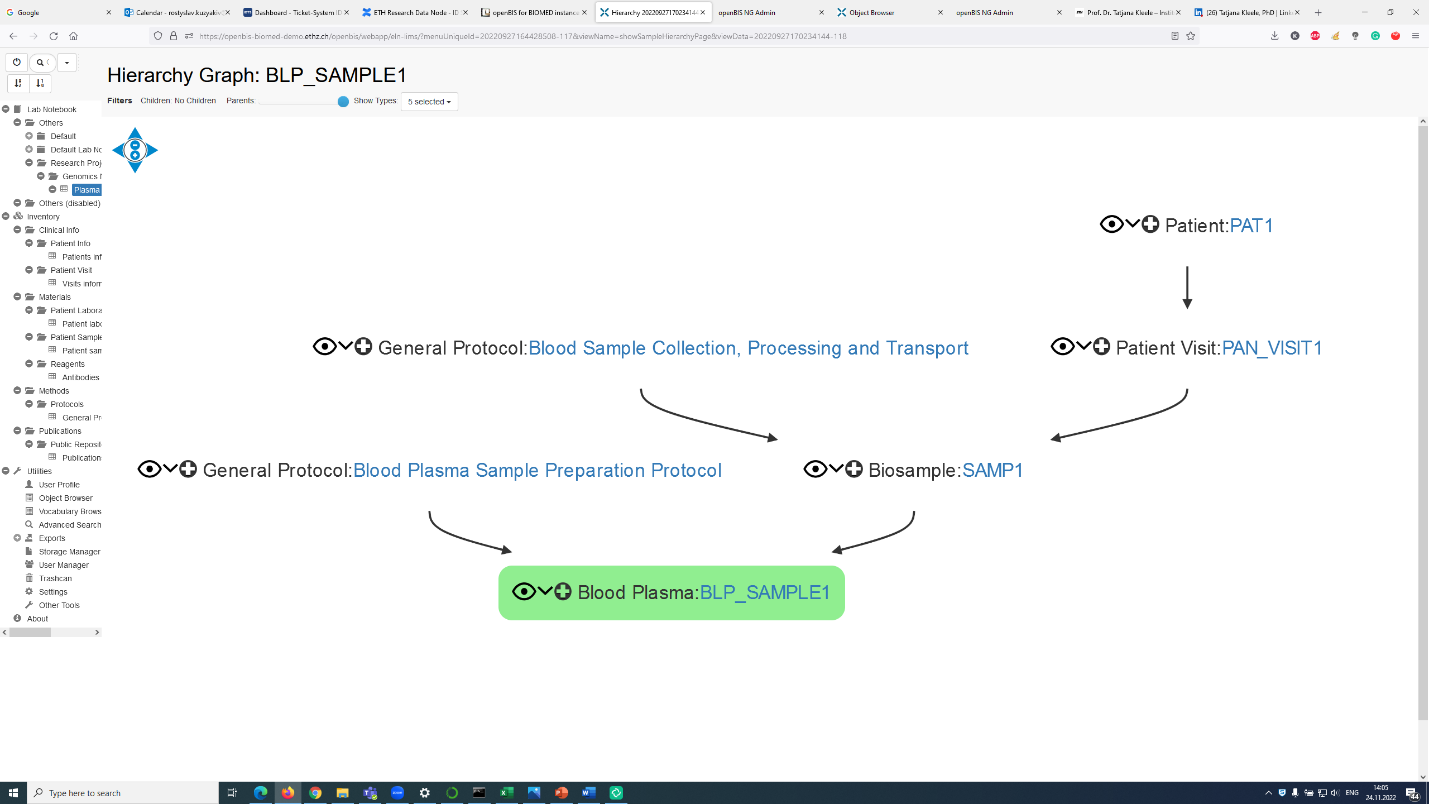 Google
Calendar - rostyslav.kuzyakiv
Dashboard - Ticket-System ID
ETH Research Data Node - ID
openBIS for BIOMED instance
Hierarchy 20220927170234144
openBIS NG Admin
Object Browser
openBIS NG Admin
Prof. Dr. Tatjana Kleele – Instit
(26) Tatjana Kleele, PhD | Link
https://openbis-biomed-demo.ethz.ch/openbis/webapp/eln-lims/?menuUniqueId=20220927164428508-117&viewName=showSampleHierarchyPage&viewData=20220927170234144-118
Hierarchy Graph: BLP_SAMPLE1
Filters Children: No Children Parents: Show Types 5 selected
Lab Notebook
Others
Default
Default Lab No
Research Proj
Genomics
Plasma
Others (disabled)
Inventory
Clinical Info
Patient Info
Patients inf
Patient Visit
Visits inform
Materials
Patient Labora
Patient labo
Patient Sample
Patient sam
Reagents
Antibodies
Methods
Protocols
General Pr
Publications
Public Reposit
Publication
Utilities
User Profile
Object Browser
Vocabulary Brows
Advanced Search
Exports
Storage Manager
User Manager
Trashcan
Settings
Other Tools
About
Patient:PAT1
General Protocol:Blood Sample Collection, Processing and Transport
Patient Visit:PAN_VISIT1
General Protocol:Blood Plasma Sample Preparation Protocol
Biosample:SAMP1
Blood Plasma:BLP_SAMPLE1
Type here to search
ENG
14:05
24.11.2022
44